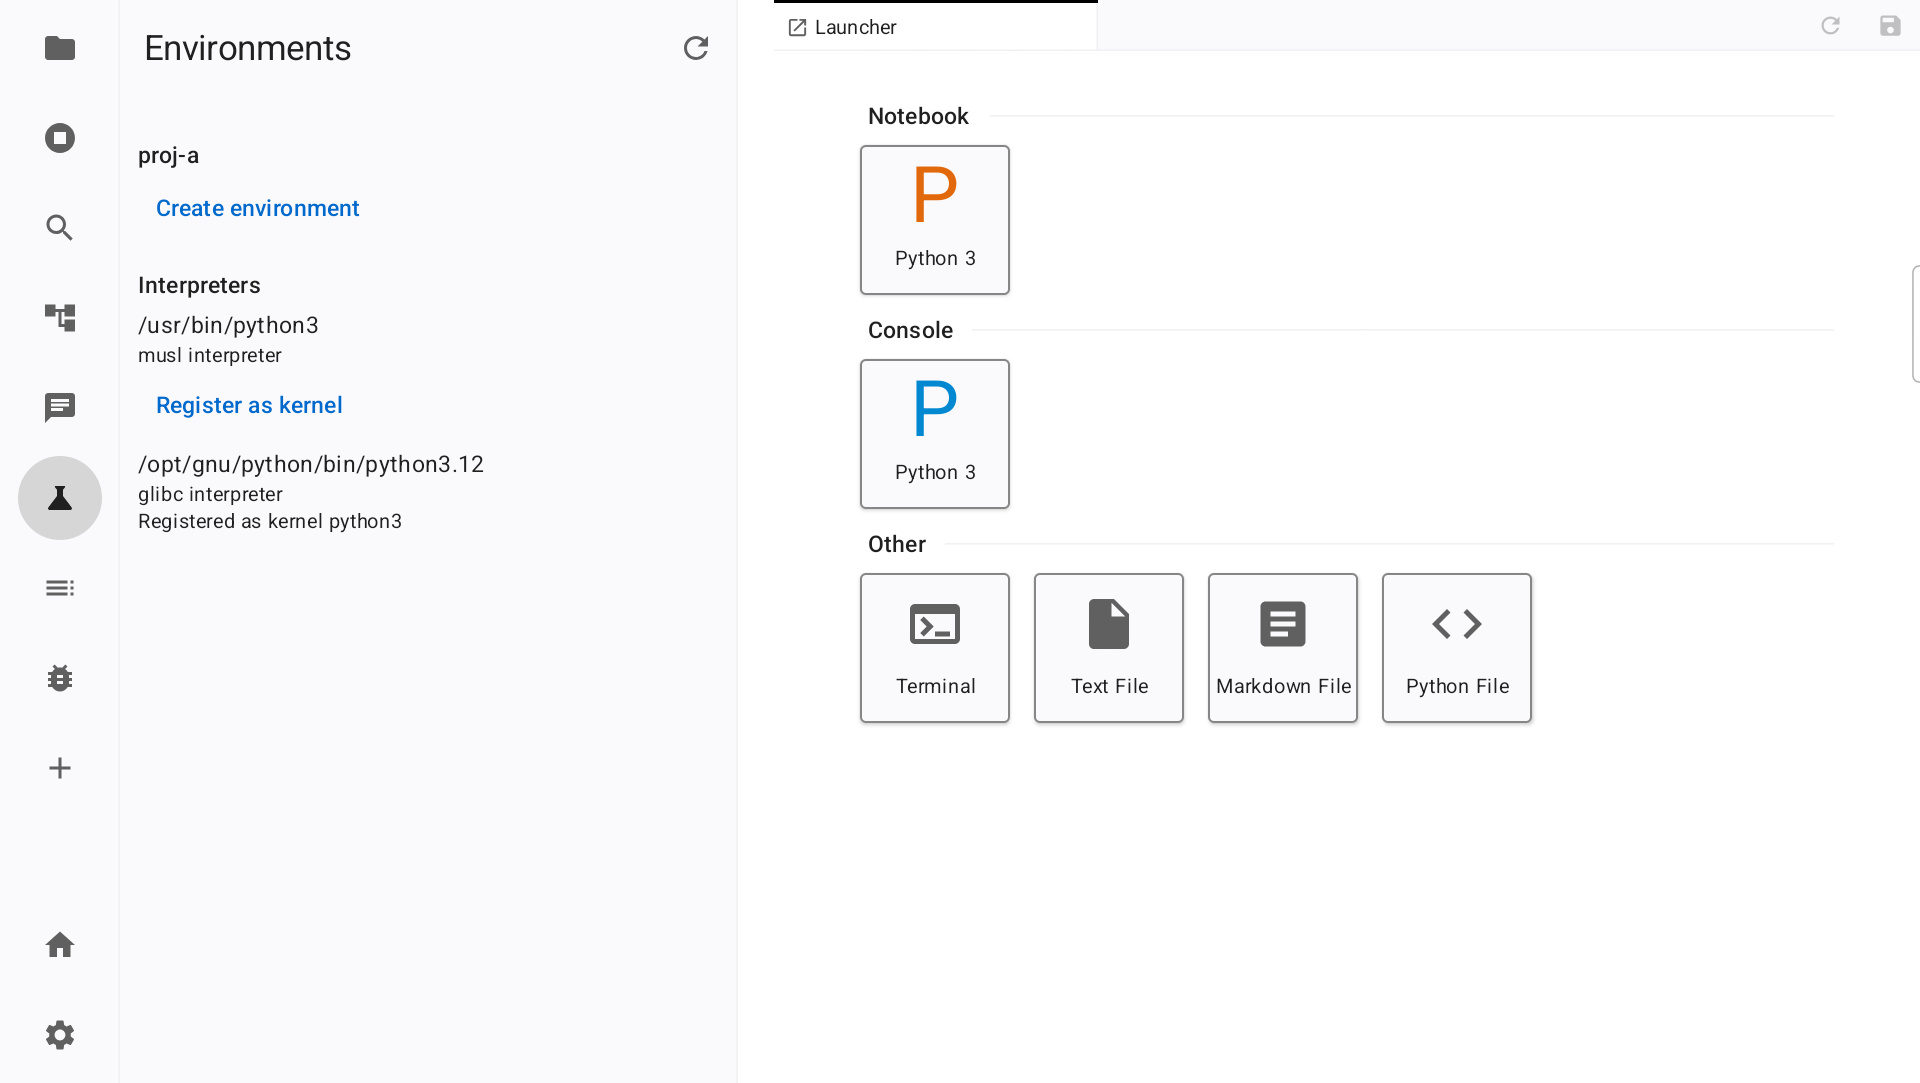 Environments
proj-a
Create environment
Interpreters
/usr/bin/python3
musl interpreter
Register as kernel
/opt/gnu/python/bin/python3.12
glibc interpreter
Registered as kernel python3
Launcher
Notebook
P
Python 3
Console
P
Python 3
Other
Terminal
Text File
Markdown File
Python File